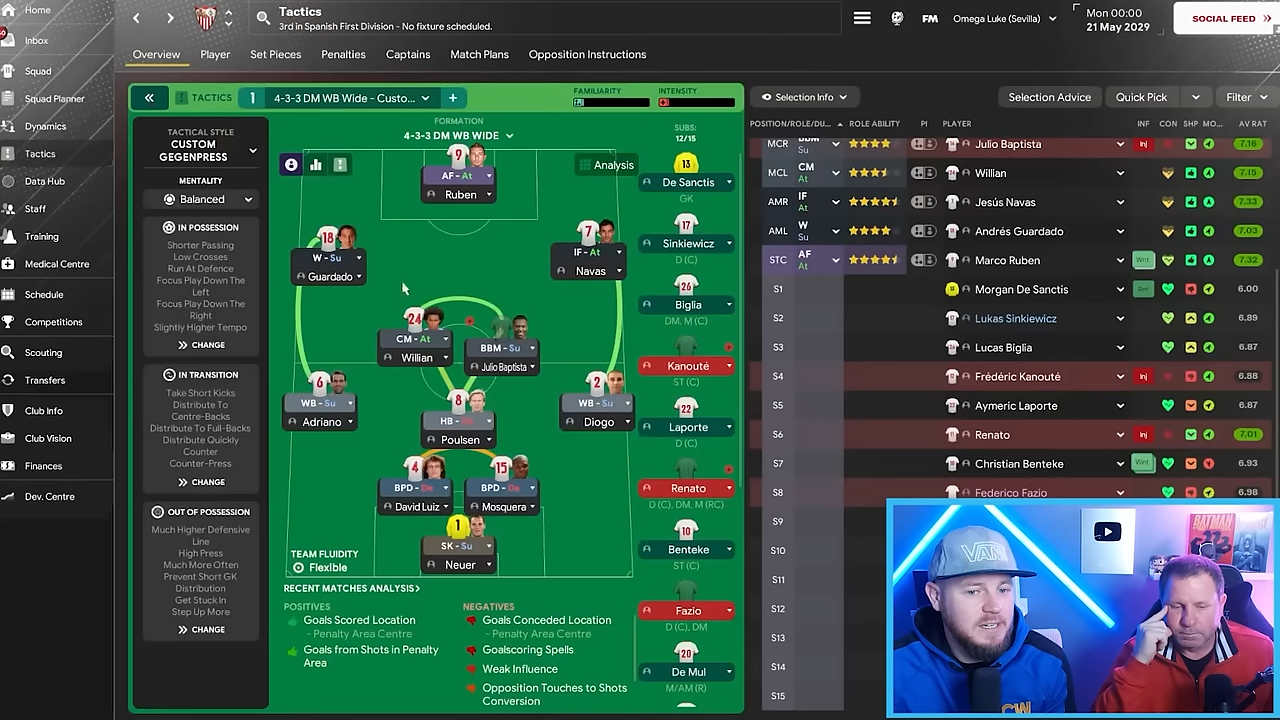 Home
Inbox
Squad
Squad Planner
Dynamics
Tactics
Data Hub
Staff
Training
Medical Centre
Schedule
Competitions
Scouting
Transfers
Club Info
Club Vision
Finances
Dev. Centre
Tactics
3rd in Spanish First Division - No fixture scheduled.
FM
Omega Luke (Sevilla)
Mon 00:00
21 May 2029
SOCIAL FEED
Overview
Player
Set Pieces
Penalties
Captains
Match Plans
Opposition Instructions
TACTICS
1
4-3-3 DM WB Wide - Custo...
FAMILIARITY
INTENSITY
TACTICAL STYLE
CUSTOM
GEGENPRESS
MENTALITY
Balanced
IN POSSESSION
Shorter Passing
Low Crosses
Run At Defence
Focus Play Down The
Left
Focus Play Down The
Right
Slightly Higher Tempo
CHANGE
IN TRANSITION
Take Short Kicks
Distribute To
Centre-Backs
Distribute To Full-Backs
Distribute Quickly
Counter
Counter-Press
CHANGE
OUT OF POSSESSION
Much Higher Defensive
Line
High Press
Much More Often
Prevent Short GK
Distribution
Get Stuck In
Step Up More
CHANGE
FORMATION
4-3-3 DM WB WIDE
Analysis
9
AF - At
Ruben
18
W - Su
Guardado
7
IF - At
Navas
24
CM - At
Willian
BBM - Su
Julio Baptista
6
WB - Su
Adriano
8
HB - De
Poulsen
2
WB - Su
Diogo
4
BPD - De
David Luiz
15
BPD - De
Mosquera
1
SK - Su
Neuer
TEAM FLUIDITY
Flexible
RECENT MATCHES ANALYSIS
POSITIVES
Goals Scored Location
- Penalty Area Centre
Goals from Shots in Penalty
Area
NEGATIVES
Goals Conceded Location
- Penalty Area Centre
Goalscoring Spells
Weak Influence
Opposition Touches to Shots
Conversion
SUBS:
12/15
13
De Sanctis
GK
17
Sinkiewicz
D (C)
26
Biglia
DM, M (C)
Kanouté
ST (C)
22
Laporte
D (C)
Renato
D (C), DM, M (RC)
10
Benteke
ST (C)
Fazio
D (C), DM
20
De Mul
M/AM (R)
Selection Info
Selection Advice
Quick Pick
Filter
POSITION/ROLE/DU...
ROLE ABILITY
PI
PLAYER
INF
CON
SHP
MO...
AV RAT
MCR BBM Su Julio Baptista Inj 7.16
MCL CM At Willian 7.15
AMR IF At Jesús Navas 7.33
AML W Su Andrés Guardado 7.03
STC AF At Marco Ruben Wnt 7.32
S1 Morgan De Sanctis 6.00
S2 Lukas Sinkiewicz 6.89
S3 Lucas Biglia 6.87
S4 Frédéric Kanouté Inj 6.88
S5 Aymeric Laporte 6.87
S6 Renato Inj 7.01
S7 Christian Benteke Wnt 6.93
S8 Federico Fazio 6.98
S9
S10
S11
S12
S13
S14
S15
VAN
BATMAN